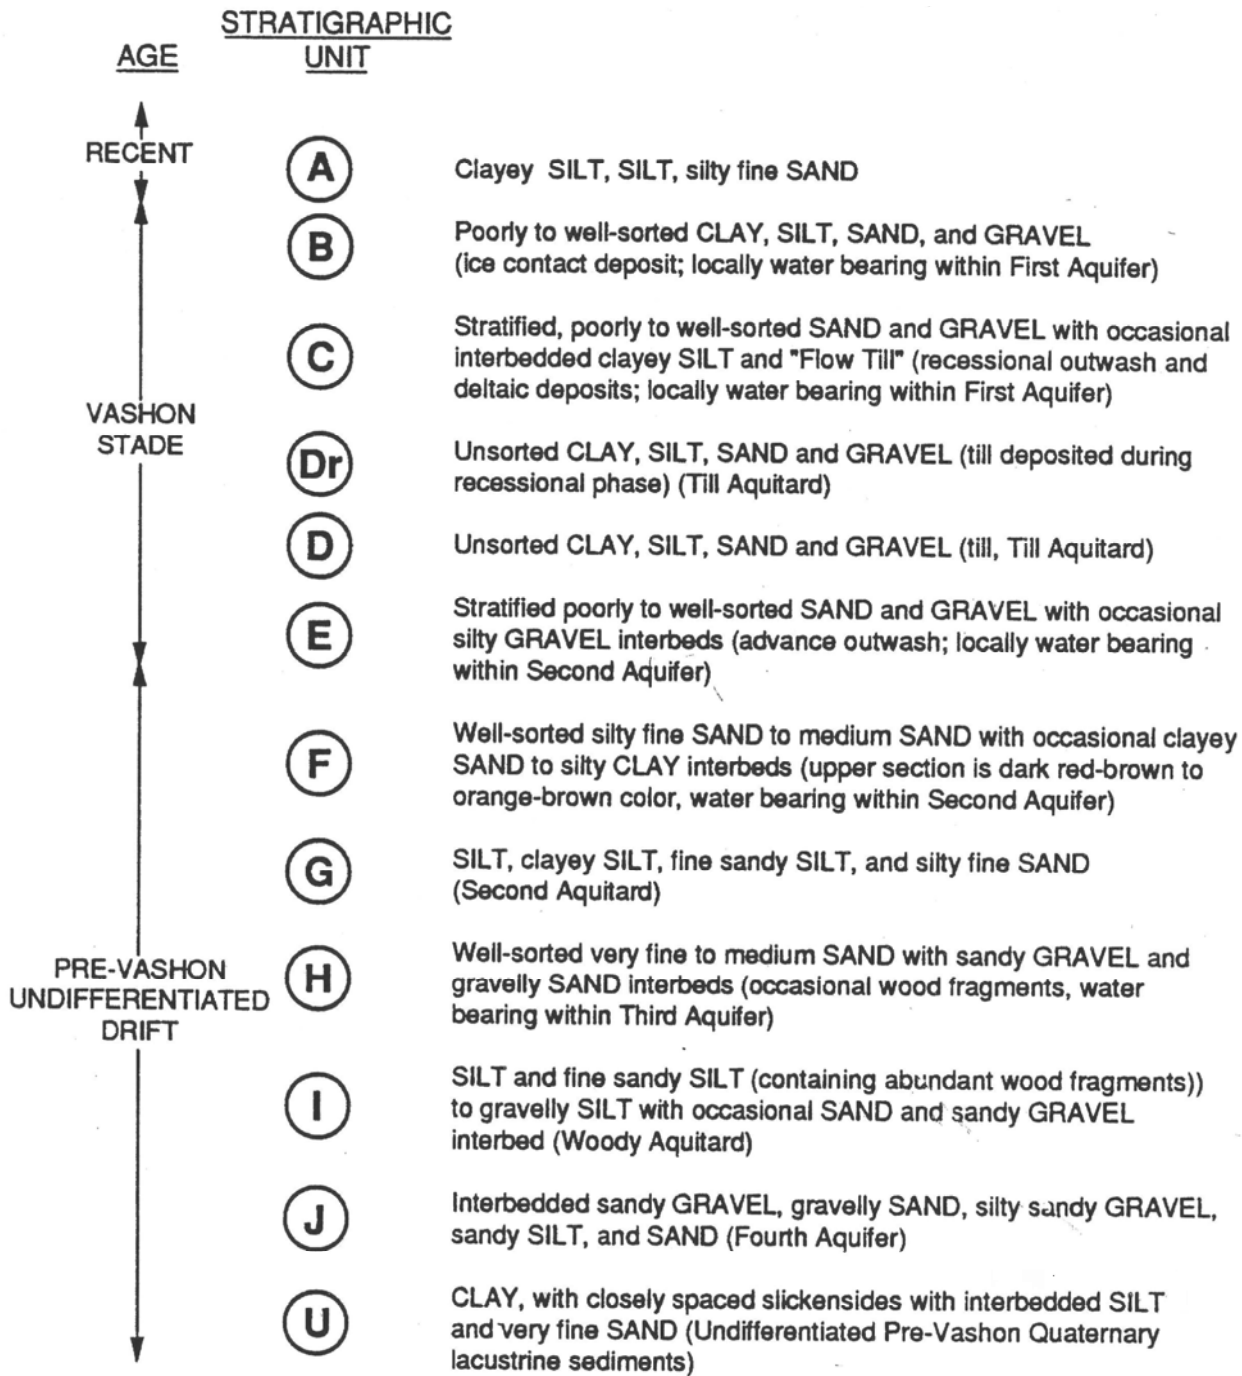 STRATIGRAPHIC
AGE UNIT
RECENT
A Clayey SILT, SILT, silty fine SAND
B Poorly to well-sorted CLAY, SILT, SAND, and GRAVEL
(ice contact deposit; locally water bearing within First Aquifer)
C Stratified, poorly to well-sorted SAND and GRAVEL with occasional
interbedded clayey SILT and "Flow Till" (recessional outwash and
deltaic deposits; locally water bearing within First Aquifer)
VASHON
STADE
Dr Unsorted CLAY, SILT, SAND and GRAVEL (till deposited during
recessional phase) (Till Aquitard)
D Unsorted CLAY, SILT, SAND and GRAVEL (till, Till Aquitard)
E Stratified poorly to well-sorted SAND and GRAVEL with occasional
silty GRAVEL interbeds (advance outwash; locally water bearing
within Second Aquifer)
F Well-sorted silty fine SAND to medium SAND with occasional clayey
SAND to silty CLAY interbeds (upper section is dark red-brown to
orange-brown color, water bearing within Second Aquifer)
G SILT, clayey SILT, fine sandy SILT, and silty fine SAND
(Second Aquitard)
PRE-VASHON
UNDIFFERENTIATED
DRIFT
H Well-sorted very fine to medium SAND with sandy GRAVEL and
gravelly SAND interbeds (occasional wood fragments, water
bearing within Third Aquifer)
I SILT and fine sandy SILT (containing abundant wood fragments))
to gravelly SILT with occasional SAND and sandy GRAVEL
interbed (Woody Aquitard)
J Interbedded sandy GRAVEL, gravelly SAND, silty sandy GRAVEL,
sandy SILT, and SAND (Fourth Aquifer)
U CLAY, with closely spaced slickensides with interbedded SILT
and very fine SAND (Undifferentiated Pre-Vashon Quaternary
lacustrine sediments)